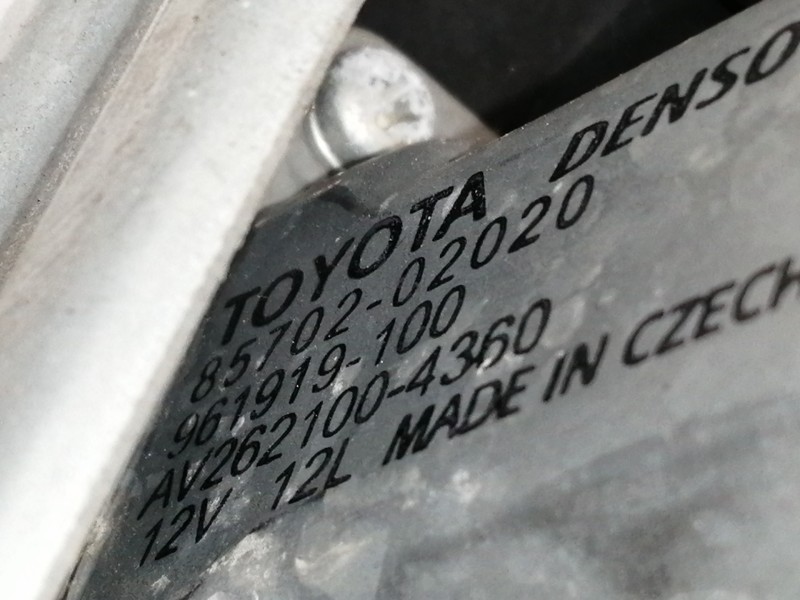 TOYOTA DENSO
85702-02020
961919-100
AV262100-4360
12V 12L MADE IN CZECH